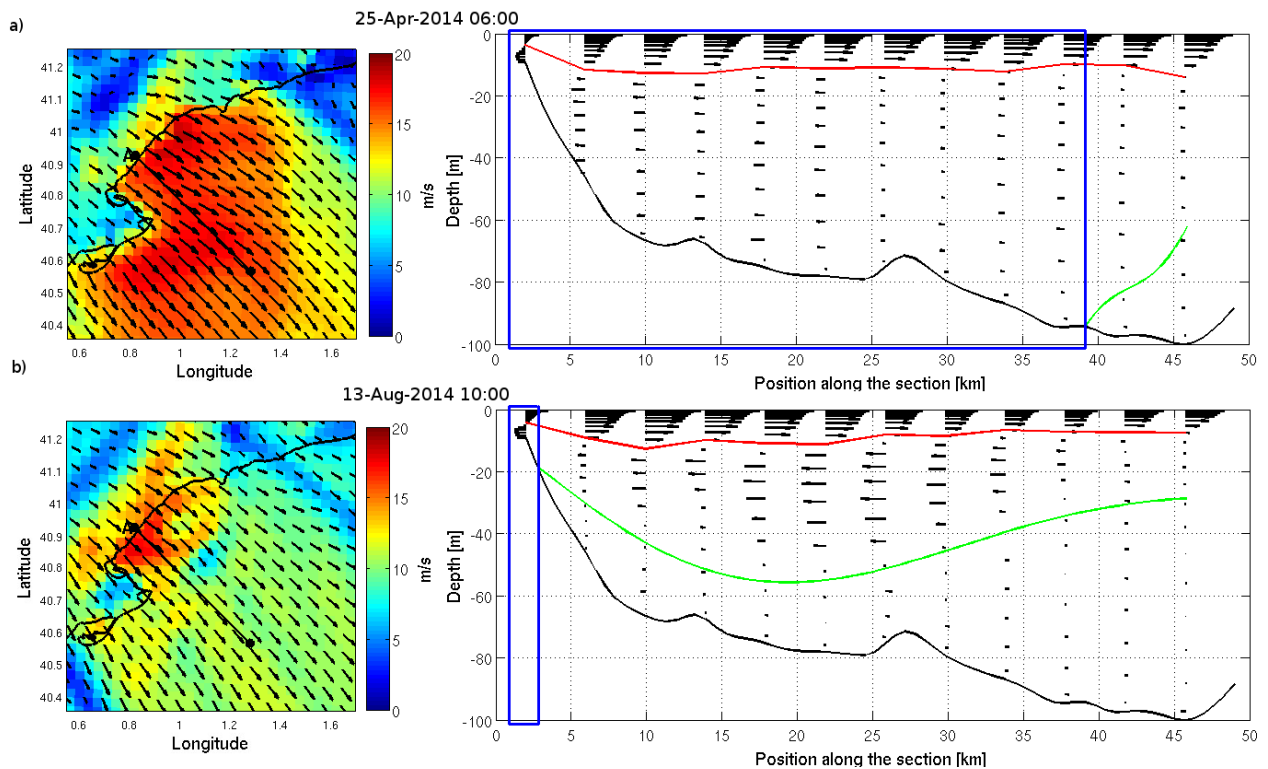 25-Apr-2014 06:00
a)
41.2
41.1
41
40.9
40.8
40.7
40.6
40.5
40.4
Latitude
A
0.6 0.8 1 1.2 1.4 1.6
Longitude
20
15
10
5
0
m/s
0
-20
-40
-60
-80
-100
Depth [m]
0 5 10 15 20 25 30 35 40 45 50
Position along the section [km]
b)
13-Aug-2014 10:00
41.2
41.1
41
40.9
40.8
40.7
40.6
40.5
40.4
Latitude
A
0.6 0.8 1 1.2 1.4 1.6
Longitude
20
15
10
5
0
m/s
0
-20
-40
-60
-80
-100
Depth [m]
0 5 10 15 20 25 30 35 40 45 50
Position along the section [km]